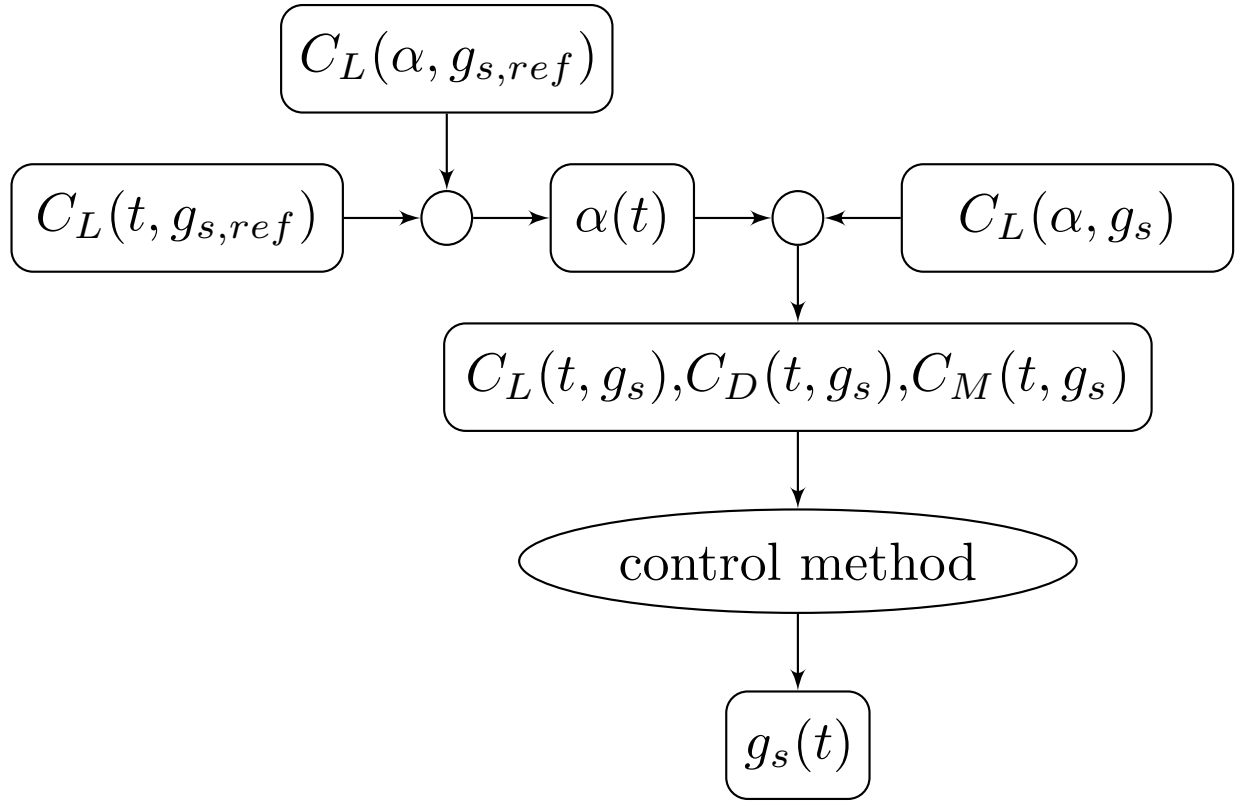 C_L(α, g_{s,ref})
C_L(t, g_{s,ref})
α(t)
C_L(α, g_s)
C_L(t, g_s),C_D(t, g_s),C_M(t, g_s)
control method
g_s(t)